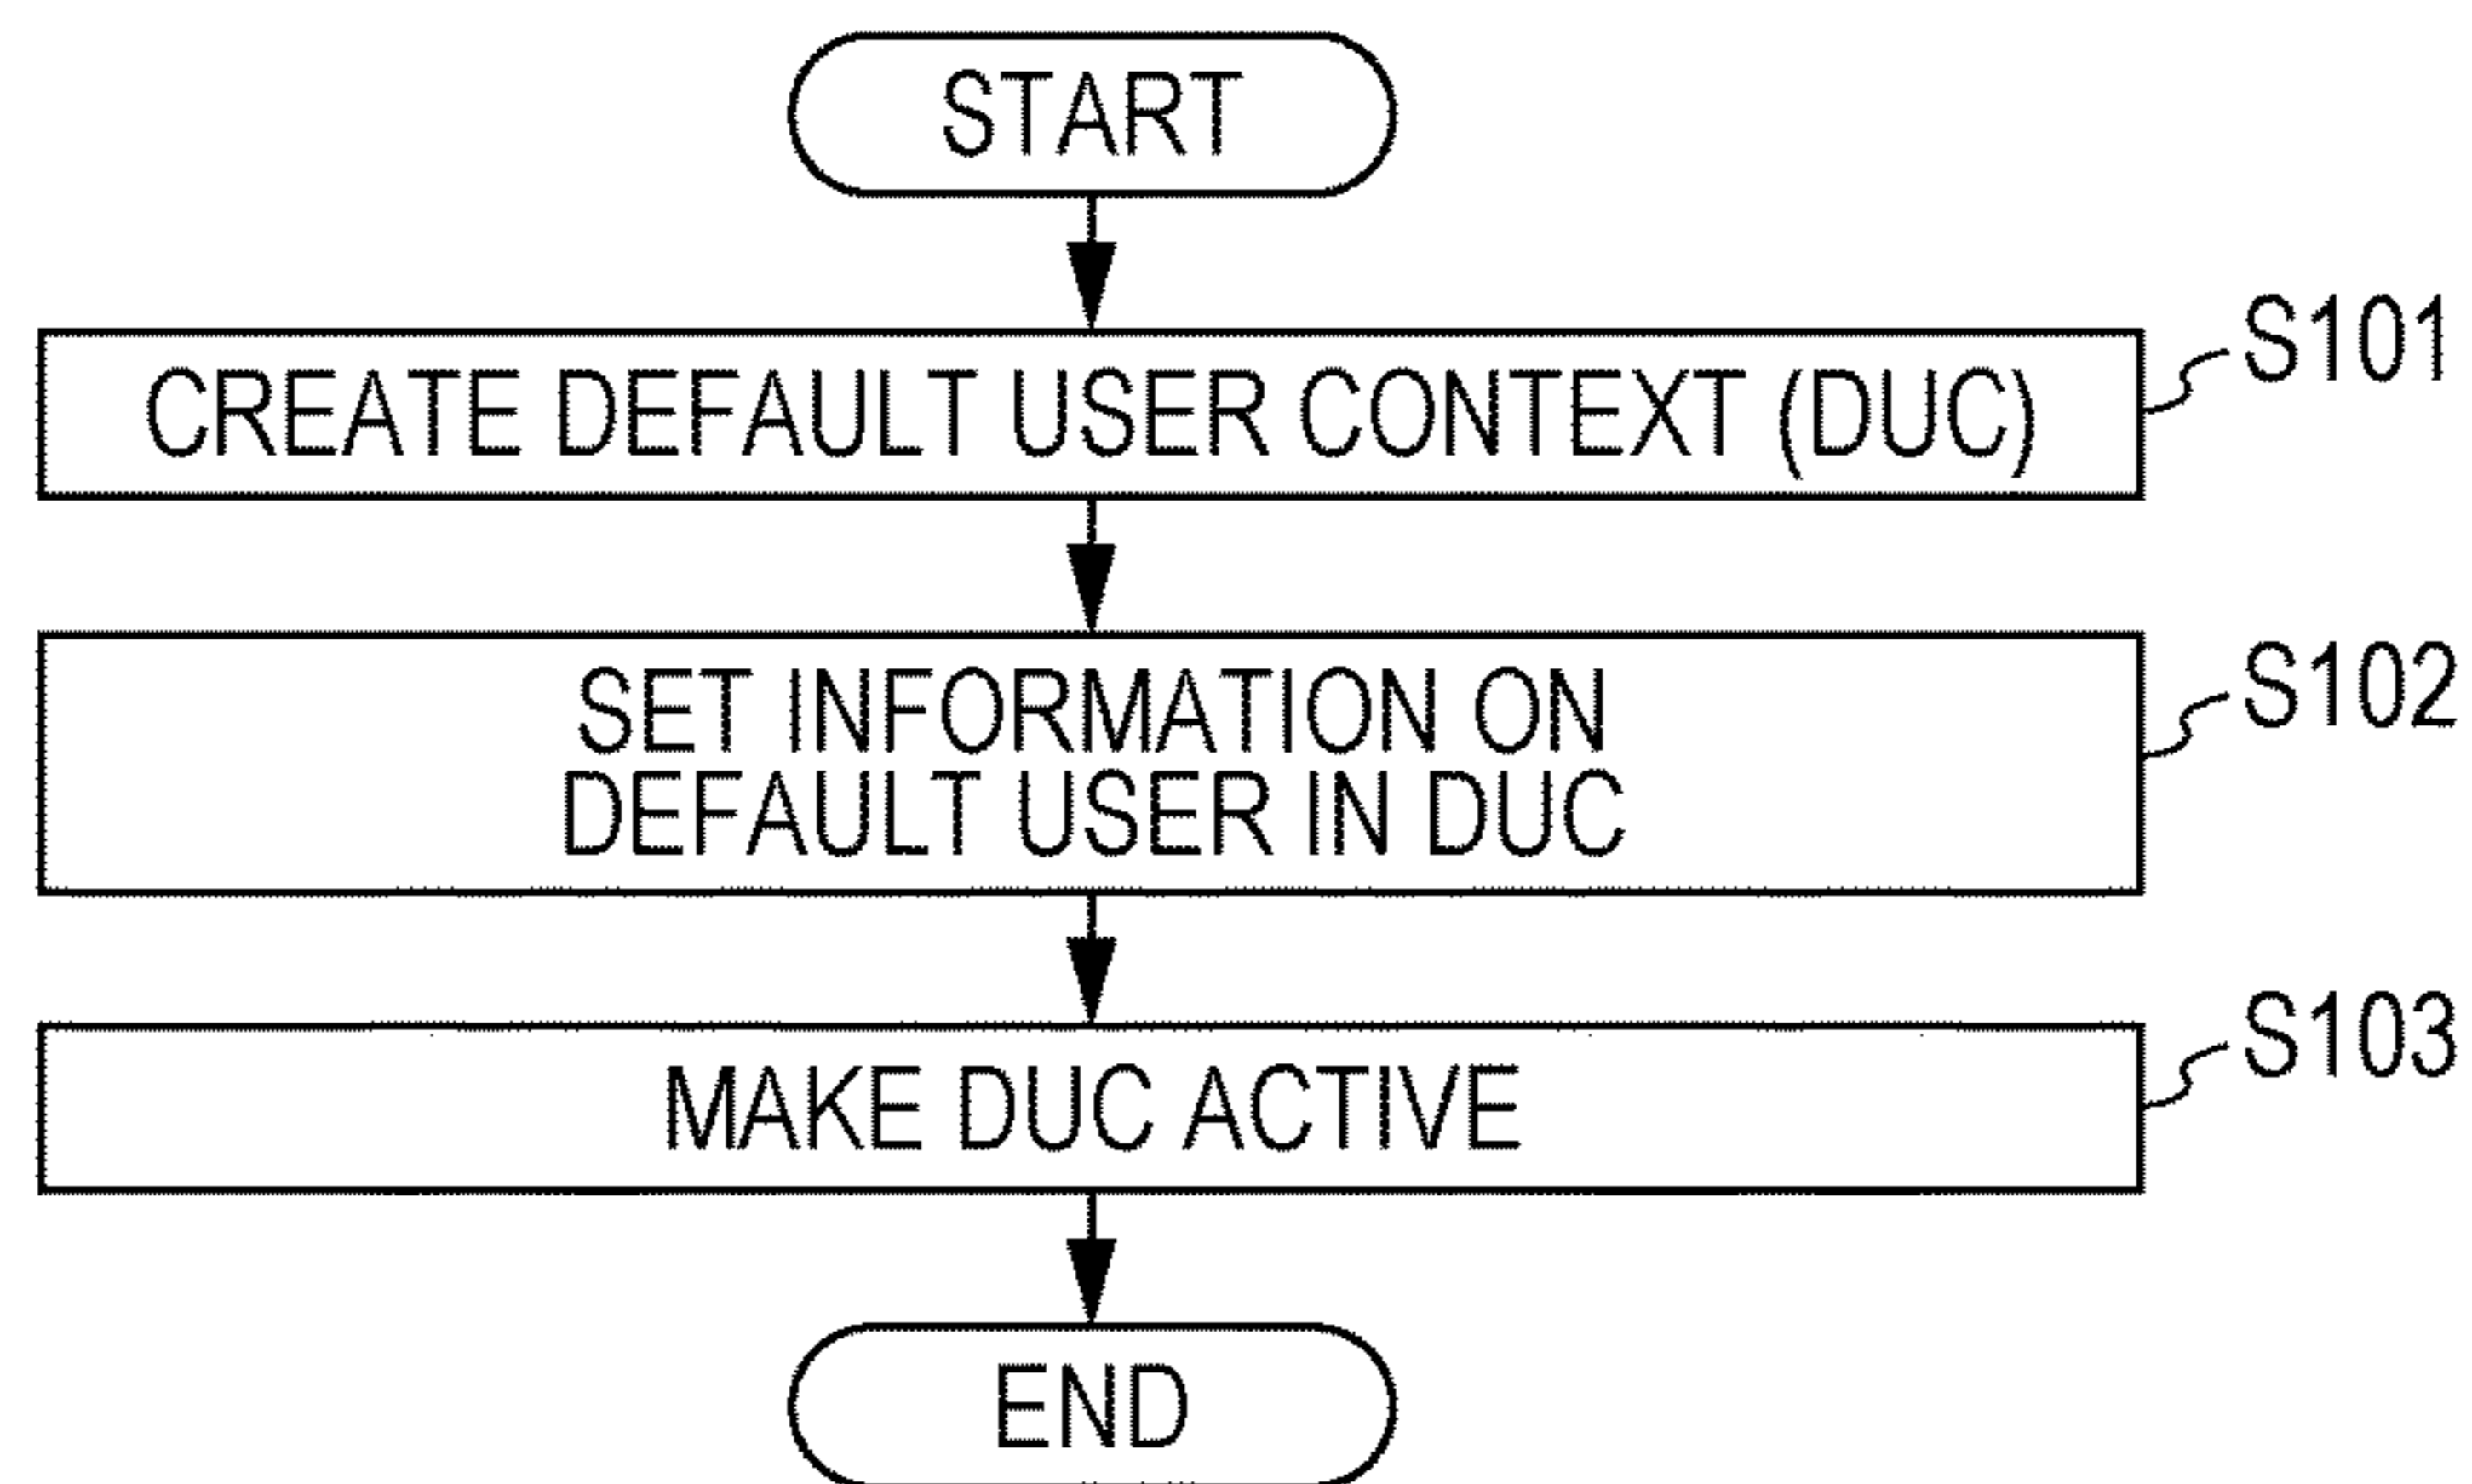 START
CREATE DEFAULT USER CONTEXT (DUC)
S101
SET INFORMATION ON
DEFAULT USER IN DUC
S102
MAKE DUC ACTIVE
S103
END